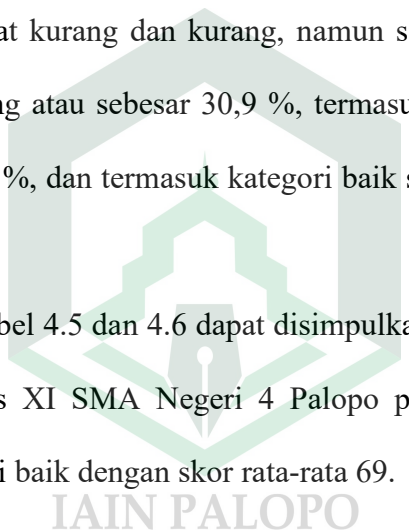 at kurang dan kurang, namun s
ng atau sebesar 30,9 %, termasu
%, dan termasuk kategori baik s
bel 4.5 dan 4.6 dapat disimpulka
s XI SMA Negeri 4 Palopo p
i baik dengan skor rata-rata 69.
IAIN PALOPO